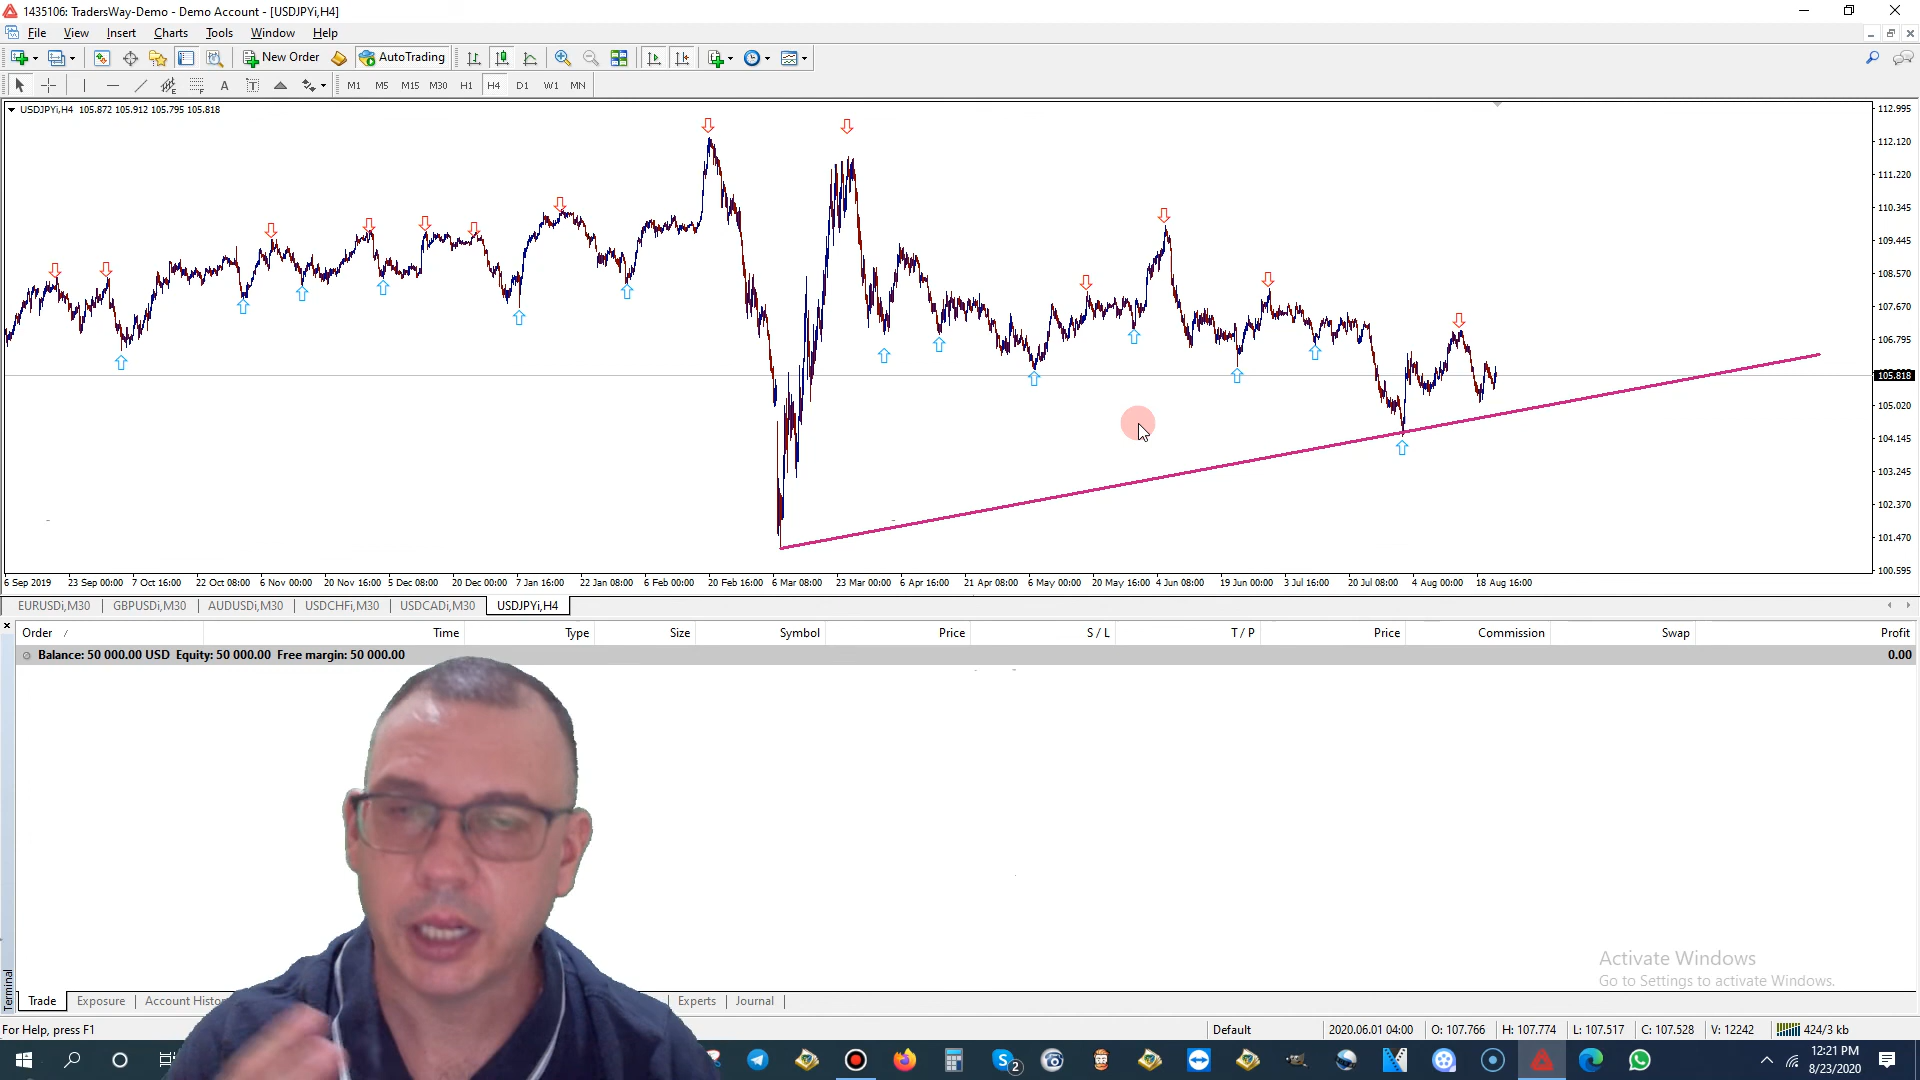 1435106: TradersWay-Demo - Demo Account - [USDJPYi,H4]
File View Insert Charts Tools Window Help
New Order AutoTrading
A T M1 M5 M15 M30 H1 H4 D1 W1 MN
USDJPYi,H4 105.872 105.912 105.795 105.818
112.995
112.120
111.220
110.345
109.445
108.570
107.670
106.795
105.818
105.020
104.145
103.245
102.370
101.470
100.595
6 Sep 2019 23 Sep 00:00 7 Oct 16:00 22 Oct 08:00 6 Nov 00:00 20 Nov 16:00 5 Dec 08:00 20 Dec 00:00 7 Jan 16:00 22 Jan 08:00 6 Feb 00:00 20 Feb 16:00 6 Mar 08:00 23 Mar 00:00 6 Apr 16:00 21 Apr 08:00 6 May 00:00 20 May 16:00 4 Jun 08:00 19 Jun 00:00 3 Jul 16:00 20 Jul 08:00 4 Aug 00:00 18 Aug 16:00
EURUSDi,M30 GBPUSDi,M30 AUDUSDi,M30 USDCHFi,M30 USDCADi,M30 USDJPYi,H4
Order / Time Type Size Symbol Price S / L T / P Price Commission Swap Profit
Balance: 50 000.00 USD Equity: 50 000.00 Free margin: 50 000.00 0.00
Activate Windows
Go to Settings to activate Windows.
Terminal
Trade Exposure Account Histo Experts Journal
For Help, press F1 Default 2020.06.01 04:00 O: 107.766 H: 107.774 L: 107.517 C: 107.528 V: 12242 424/3 kb
2
12:21 PM
8/23/2020